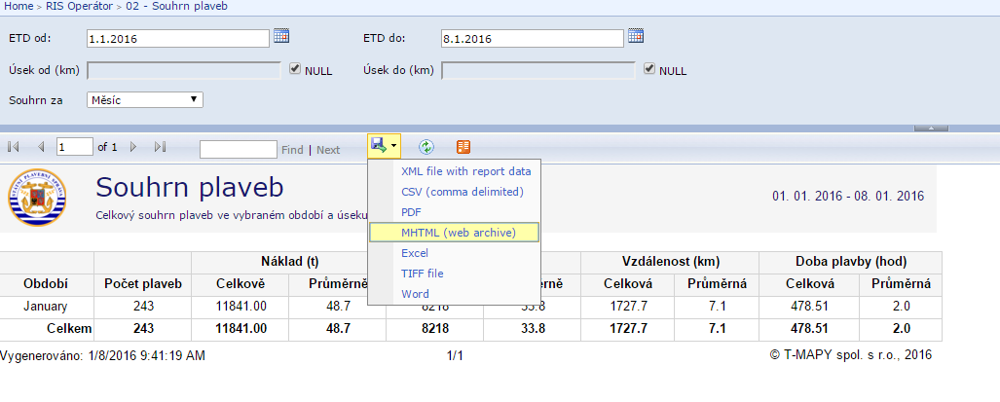 Home > RIS Operátor > 02 - Souhrn plaveb
ETD od: 1.1.2016 ETD do: 8.1.2016
Úsek od (km) NULL Úsek do (km) NULL
Souhrn za Měsíc
1 of 1 Find | Next
XML file with report data
CSV (comma delimited)
PDF
MHTML (web archive)
Excel
TIFF file
Word
Souhrn plaveb
01. 01. 2016 - 08. 01. 2016
Celkový souhrn plaveb ve vybraném období a úseku
Náklad (t) Vzdálenost (km) Doba plavby (hod)
Období Počet plaveb Celkově Průměrně Celková Průměrná Celková Průměrná
January 243 11841.00 48.7 8218 33.8 1727.7 7.1 478.51 2.0
Celkem 243 11841.00 48.7 8218 33.8 1727.7 7.1 478.51 2.0
Vygenerováno: 1/8/2016 9:41:19 AM 1/1 © T-MAPY spol. s r.o., 2016